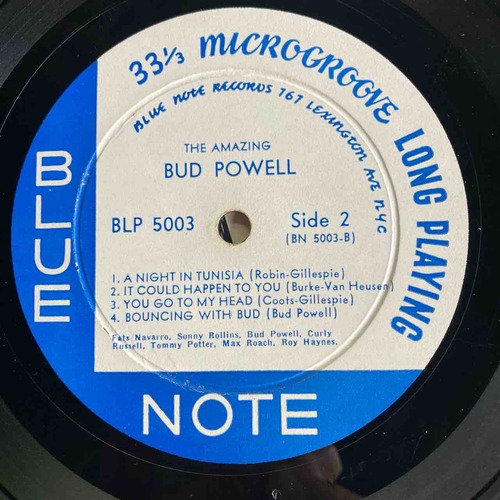 33⅓ MICROGROOVE LONG PLAYING
BLUE NOTE RECORDS 767 LEXINGTON AVE NYC
BLUE
NOTE
THE AMAZING
BUD POWELL
BLP 5003 Side 2
(BN 5003-B)
1. A NIGHT IN TUNISIA (Robin-Gillespie)
2. IT COULD HAPPEN TO YOU (Burke-Van Heusen)
3. YOU GO TO MY HEAD (Coots-Gillespie)
4. BOUNCING WITH BUD (Bud Powell)
Fats Navarro, Sonny Rollins, Bud Powell, Curly
Russell, Tommy Potter, Max Roach, Roy Haynes,